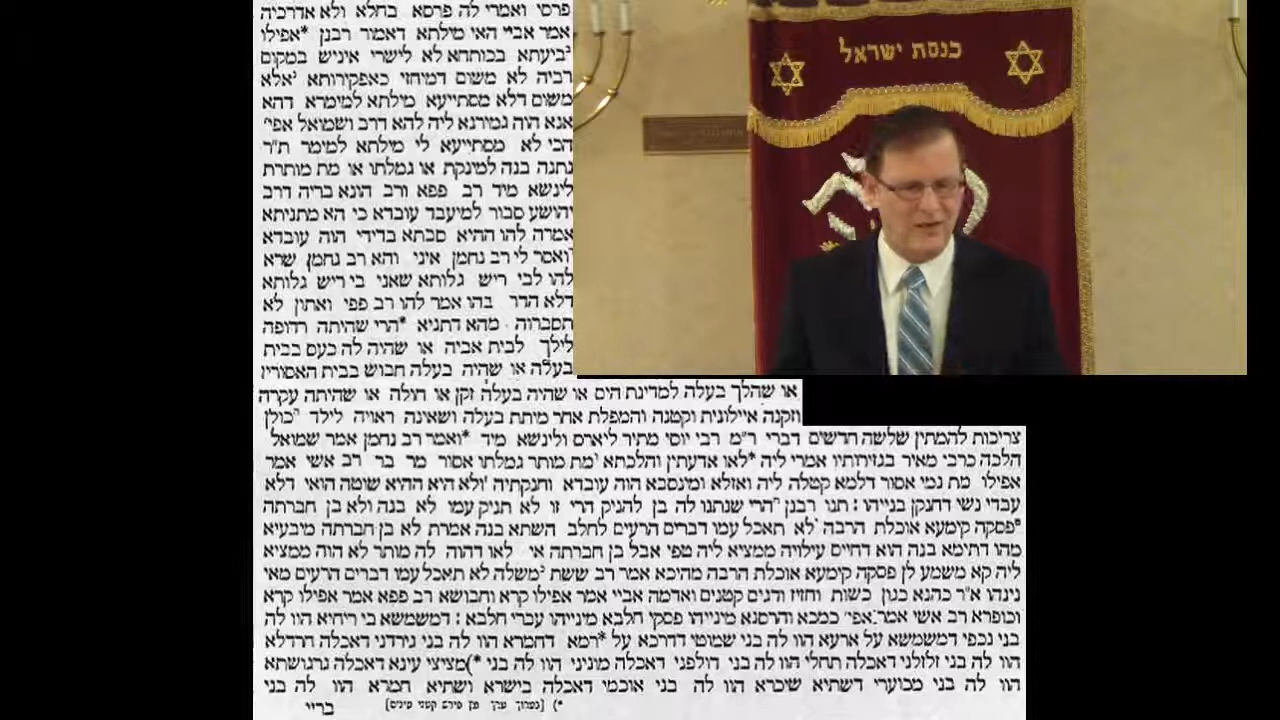 פרסי ואמרי לה פרסא בחלא ולא אדרכיה
אמר אביי האי מילתא דאמור רבנן *אפילו
ביעתא בכותחא לא לישרי איניש במקום
רביה לא משום דמיחזי כאפקירותא אלא
משום דלא מסתייעא מילתא למימרא דהא
אנא הוה גמירנא ליה להא דרב ושמואל אפי'
הכי לא מסתייעא לי מילתא למימר ת"ר
נתנה בנה למינקת או גמלתו או מת מותרת
לינשא מיד רב פפא ורב הונא בריה דרב
יהושע סבור למיעבד עובדא כי הא מתניתא
אמרה להו ההיא סבתא בדידי הוה עובדא
ואסר לי רב נחמן איני והא רב נחמן שרא
להו לבי ריש גלותא שאני בי ריש גלותא
דלא הדר בהו אמר להו רב פפי ואתון לא
תסברוה מהא דתניא *הרי שהיתה רדופה
לילך לבית אביה או שהיה לה כעס בבית
בעלה או שהיה בעלה חבוש בבית האסורין
או שהלך בעלה למדינת הים או שהיה בעלה זקן או חולה או שהיתה עקרה
וזקנה איילונית וקטנה והמפלת אחר מיתת בעלה ושאינה ראויה לילד כולן
צריכות להמתין שלשה חדשים דברי ר"מ רבי יוסי מתיר ליארס ולינשא מיד *ואמר רב נחמן אמר שמואל
הלכה כרבי מאיר בגזירותיו אמרי ליה *לאו אדעתין והלכתא מת מותר גמלתו אסור מר בר רב אשי אמר
אפילו מת נמי אסור דלמא קטלה ליה ואזלא ומינסבא הוה עובדא וחנקתיה ולא היא ההיא שוטה הואי דלא
עבדי נשי דחנקן בנייהו : תנו רבנן הרי שנתנו לה בן להניק הרי זו לא תניק עמו לא בנה ולא בן חברתה
פסקה קימעא אוכלת הרבה לא תאכל עמו דברים הרעים לחלב השתא בנה אמרת לא בן חברתה מיבעיא
מהו דתימא בנה הוא דחייס עילויה ממציא ליה טפי אבל בן חברתה אי לאו דהוה לה מותר לא הוה ממציא
ליה קא משמע לן פסקה קימעא אוכלת הרבה מהיכא אמר רב ששת משלה לא תאכל עמו דברים הרעים מאי
נינהו א"ר כהנא כגון כשות וחזיז ודגים קטנים ואדמה אביי אמר אפילו קרא וחבושא רב פפא אמר אפילו קרא
וכופרא רב אשי אמר אפי' כמכא והרסנא מינייהו פסקי חלבא מינייהו עכרי חלבא : דמשמשא בי ריחיא הוו לה
בני נכפי דמשמשא על ארעא הוו לה בני שמוטי דדרכא על *רמא דחמרא הוו לה בני גירדני דאכלה חרדלא
הוו לה בני זלזלני דאכלה תחלי הוו לה בני דולפני דאכלה מוניני הוו לה בני *)מציצי עינא דאכלה גרגושתא
הוו לה בני מכוערי דשתיא שיכרא הוו לה בני אוכמי דאכלה בישרא ושתיא חמרא הוו לה בני
בריי
כנסת ישראל